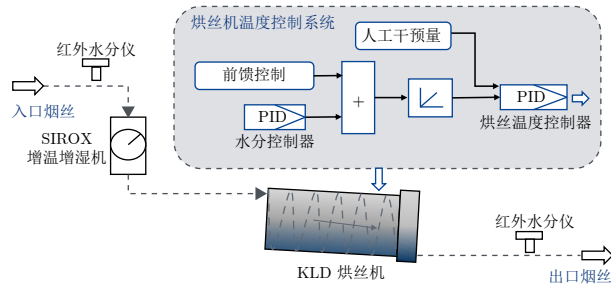 烘丝机温度控制系统
人工干预量
红外水分仪
前馈控制
入口烟丝
PID
+
PID
SIROX
增温增湿机
水分控制器
烘丝温度控制器
红外水分仪
KLD 烘丝机
出口烟丝